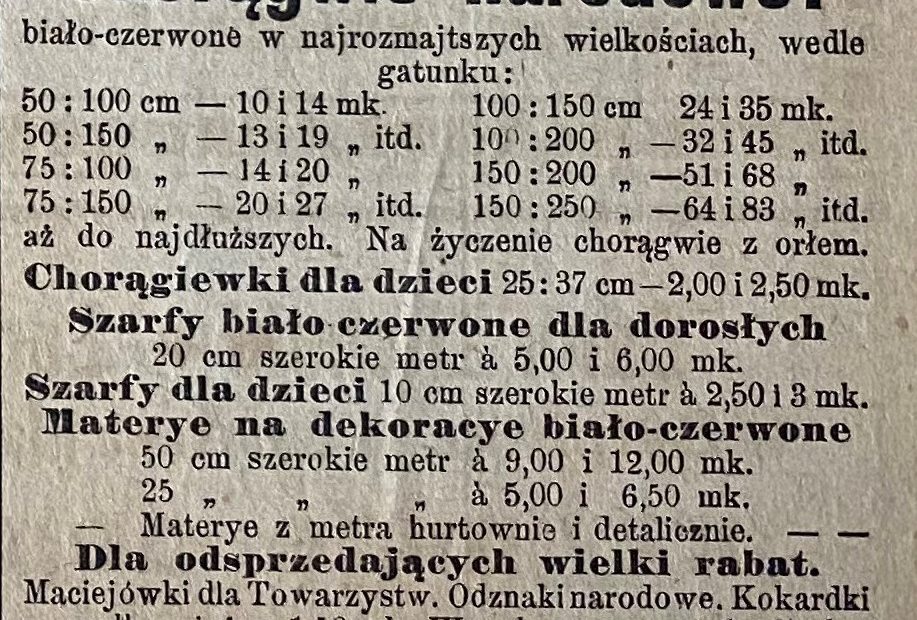 biało-czerwone w najrozmajtszych wielkościach, wedle
gatunku:
50 : 100 cm — 10 i 14 mk. 100 : 150 cm 24 i 35 mk.
50 : 150 „ — 13 i 19 „ itd. 100 : 200 „ — 32 i 45 „ itd.
75 : 100 „ — 14 i 20 „ 150 : 200 „ — 51 i 68 „
75 : 150 „ — 20 i 27 „ itd. 150 : 250 „ — 64 i 83 „ itd.
aż do najdłuższych. Na życzenie chorągwie z orłem.
Chorągiewki dla dzieci 25 : 37 cm — 2,00 i 2,50 mk.
Szarfy biało-czerwone dla dorosłych
20 cm szerokie metr à 5,00 i 6,00 mk.
Szarfy dla dzieci 10 cm szerokie metr à 2,50 i 3 mk.
Materye na dekoracye biało-czerwone
50 cm szerokie metr à 9,00 i 12,00 mk.
25 „ „ „ à 5,00 i 6,50 mk.
— Materye z metra hurtownie i detalicznie. — —
Dla odsprzedających wielki rabat.
Maciejówki dla Towarzystw. Odznaki narodowe. Kokardki